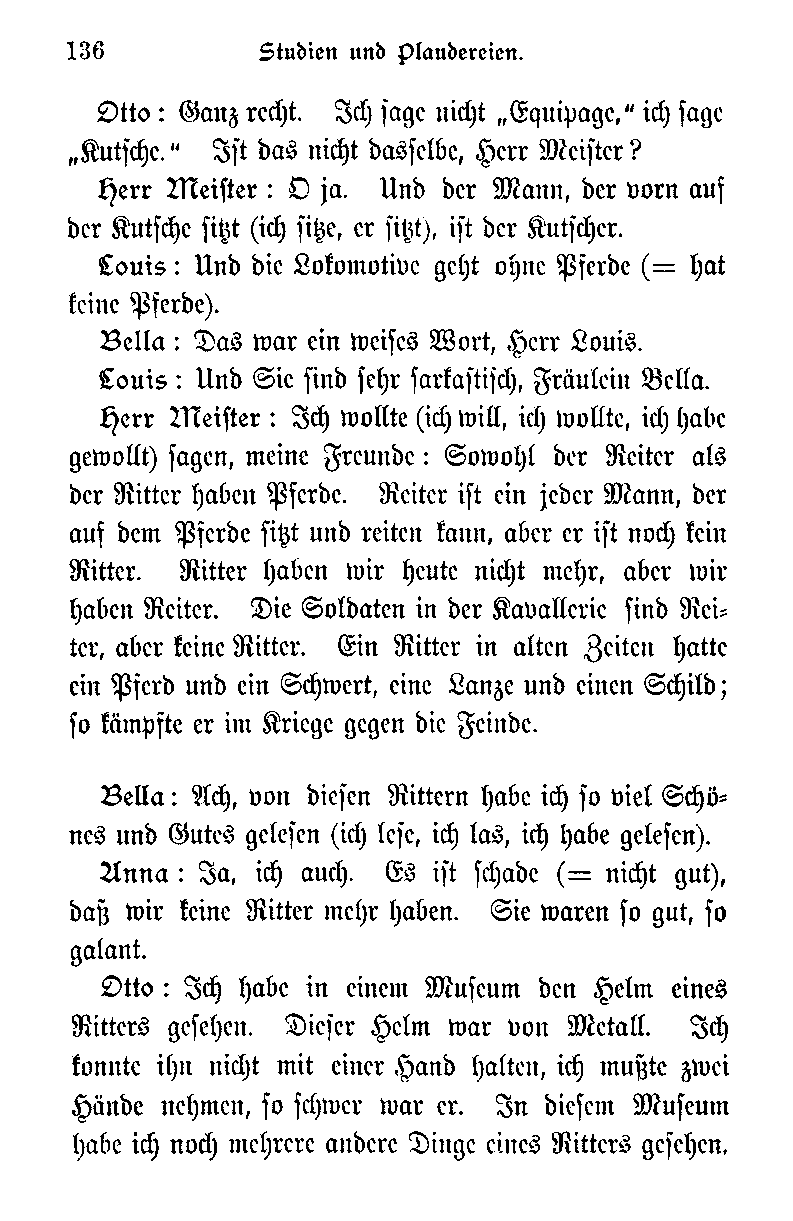 136 Studien und Plaudereien.
Otto : Ganz recht. Ich sage nicht „Equipage,“ ich sage
„Kutsche.“ Ist das nicht dasselbe, Herr Meister ?
Herr Meister : O ja. Und der Mann, der vorn auf
der Kutsche sitzt (ich sitze, er sitzt), ist der Kutscher.
Louis : Und die Lokomotive geht ohne Pferde (= hat
keine Pferde).
Bella : Das war ein weises Wort, Herr Louis.
Louis : Und Sie sind sehr sarkastisch, Fräulein Bella.
Herr Meister : Ich wollte (ich will, ich wollte, ich habe
gewollt) sagen, meine Freunde : Sowohl der Reiter als
der Ritter haben Pferde. Reiter ist ein jeder Mann, der
auf dem Pferde sitzt und reiten kann, aber er ist noch kein
Ritter. Ritter haben wir heute nicht mehr, aber wir
haben Reiter. Die Soldaten in der Kavallerie sind Rei-
ter, aber keine Ritter. Ein Ritter in alten Zeiten hatte
ein Pferd und ein Schwert, eine Lanze und einen Schild;
so kämpfte er im Kriege gegen die Feinde.
Bella : Ach, von diesen Rittern habe ich so viel Schö-
nes und Gutes gelesen (ich lese, ich las, ich habe gelesen).
Anna : Ja, ich auch. Es ist schade (= nicht gut),
daß wir keine Ritter mehr haben. Sie waren so gut, so
galant.
Otto : Ich habe in einem Museum den Helm eines
Ritters gesehen. Dieser Helm war von Metall. Ich
konnte ihn nicht mit einer Hand halten, ich mußte zwei
Hände nehmen, so schwer war er. In diesem Museum
habe ich noch mehrere andere Dinge eines Ritters gesehen.